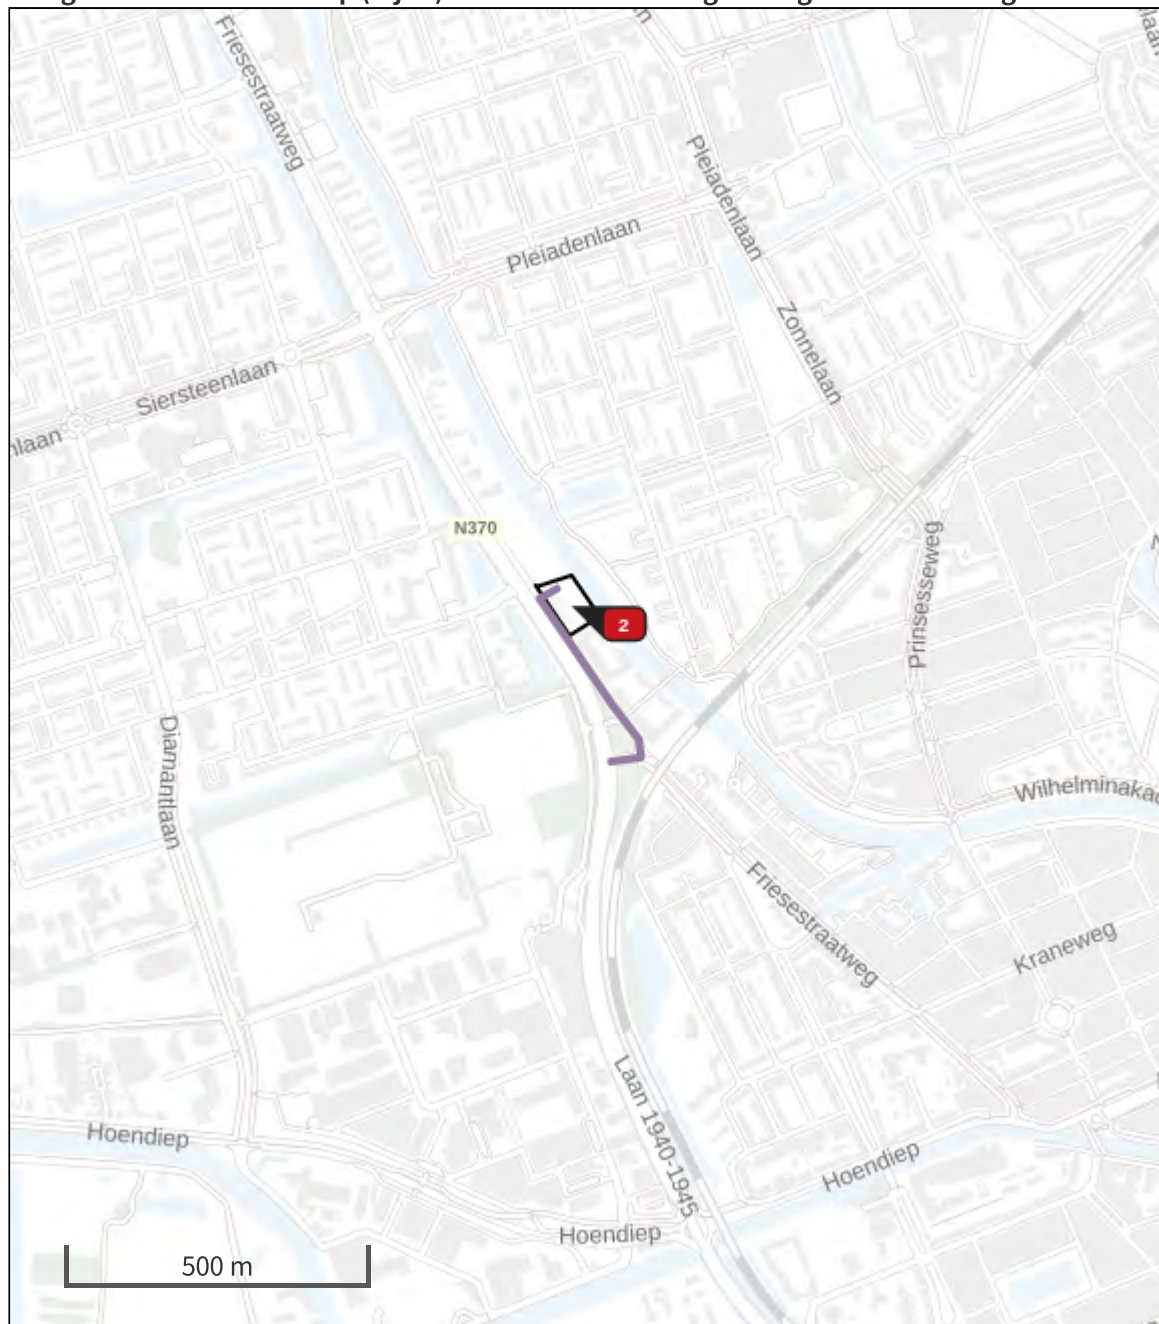 Friesestraatweg
Pleiadenlaan
Pleiadenlaan
Zonnelaan
Siersteenlaan
nlaan
N370
Prinsesseweg
2
Diamantlaan
Wilhelminakad
Friesestraatweg
Kraneweg
Laan 1940-1945
Hoendiep
Hoendiep
Hoendiep
500 m